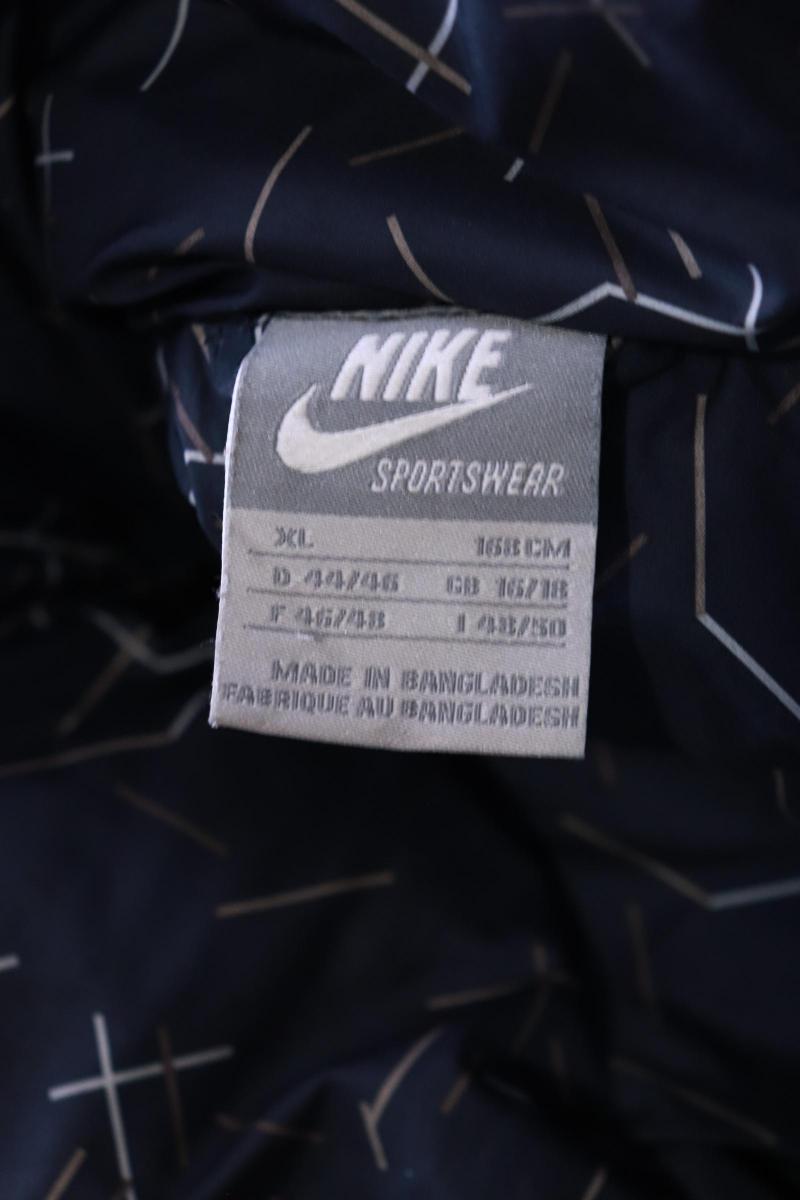 NIKE
SPORTSWEAR
XL 168CM
D 44/46 GB 16/18
F 46/48 I 48/50
MADE IN BANGLADESH
FABRIQUE AU BANGLADESH